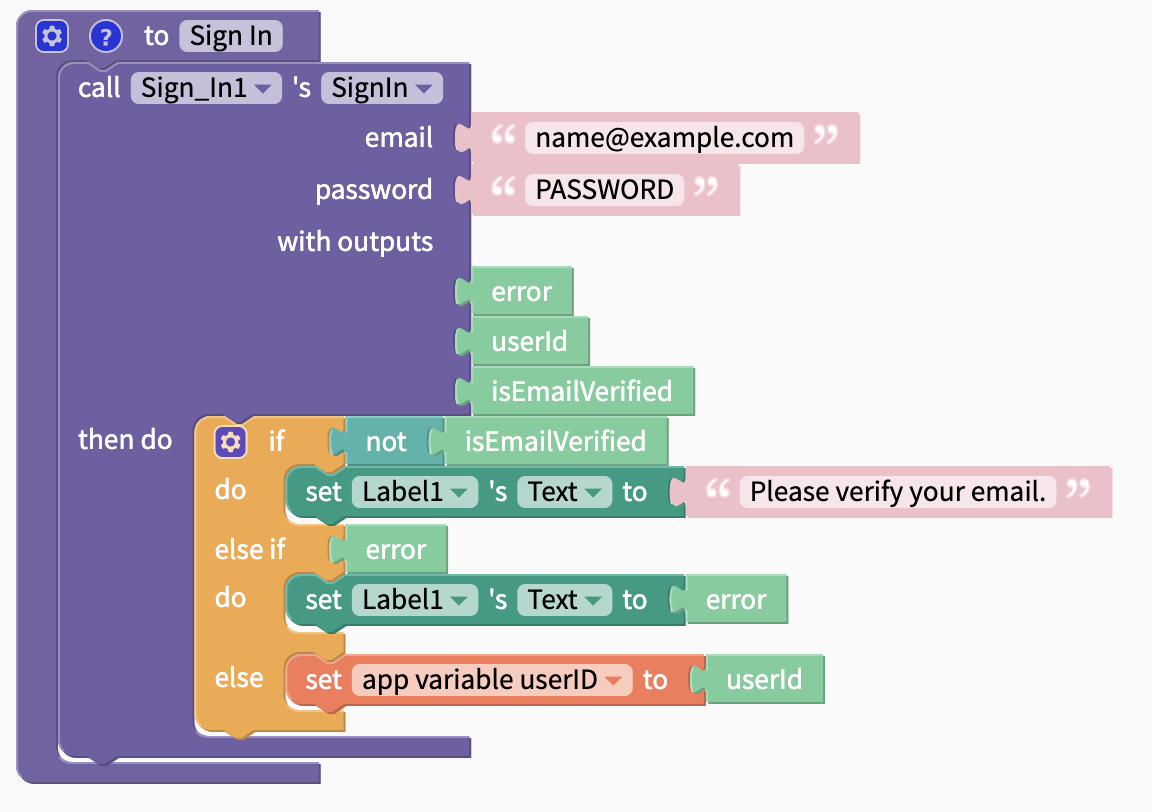 ? to Sign In
call Sign_In1 's SignIn
email “ name@example.com ”
password “ PASSWORD ”
with outputs
error
userId
isEmailVerified
then do if not isEmailVerified
do set Label1 's Text to “ Please verify your email. ”
else if error
do set Label1 's Text to error
else set app variable userID to userId